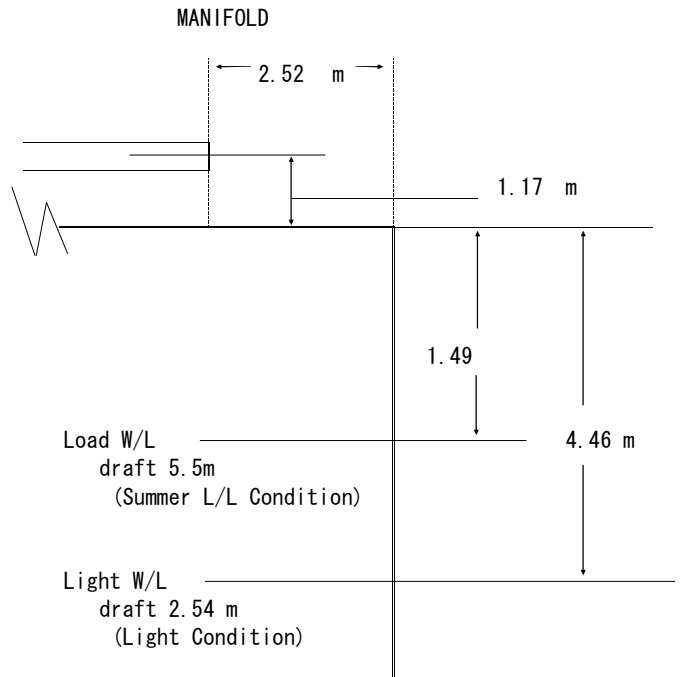 MANIFOLD
2.52 m
1.17 m
1.49
4.46 m
Load W/L
draft 5.5m
(Summer L/L Condition)
Light W/L
draft 2.54 m
(Light Condition)